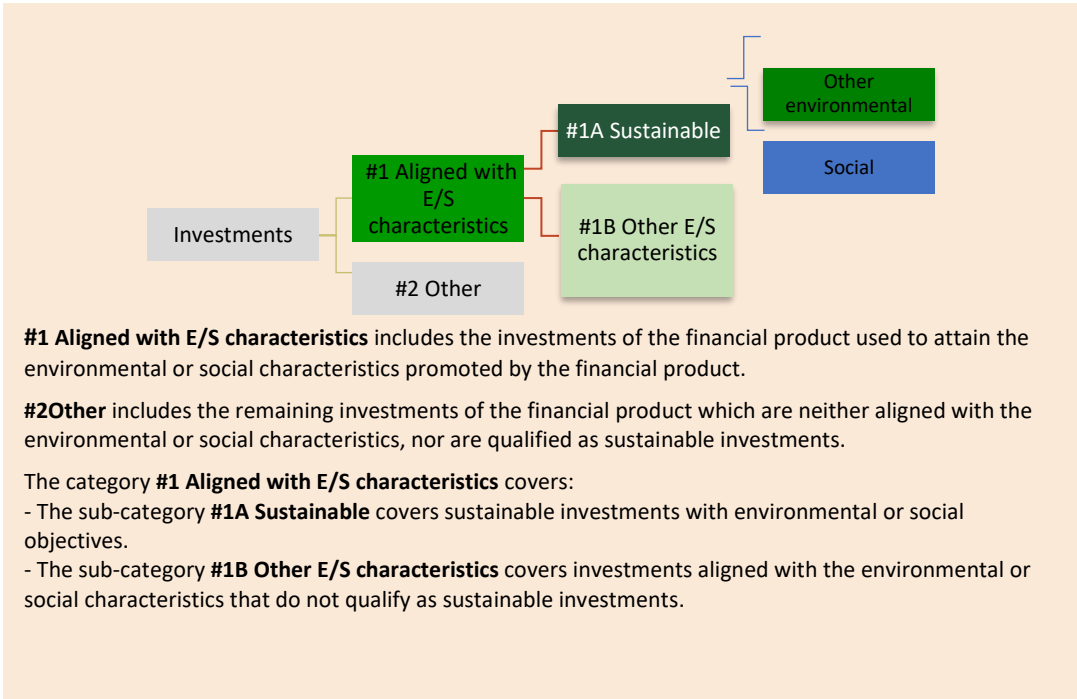 Other
environmental
#1A Sustainable
Social
#1 Aligned with
E/S
characteristics
#1B Other E/S
characteristics
Investments
#2 Other
#1 Aligned with E/S characteristics includes the investments of the financial product used to attain the
environmental or social characteristics promoted by the financial product.
#2Other includes the remaining investments of the financial product which are neither aligned with the
environmental or social characteristics, nor are qualified as sustainable investments.
The category #1 Aligned with E/S characteristics covers:
- The sub-category #1A Sustainable covers sustainable investments with environmental or social
objectives.
- The sub-category #1B Other E/S characteristics covers investments aligned with the environmental or
social characteristics that do not qualify as sustainable investments.